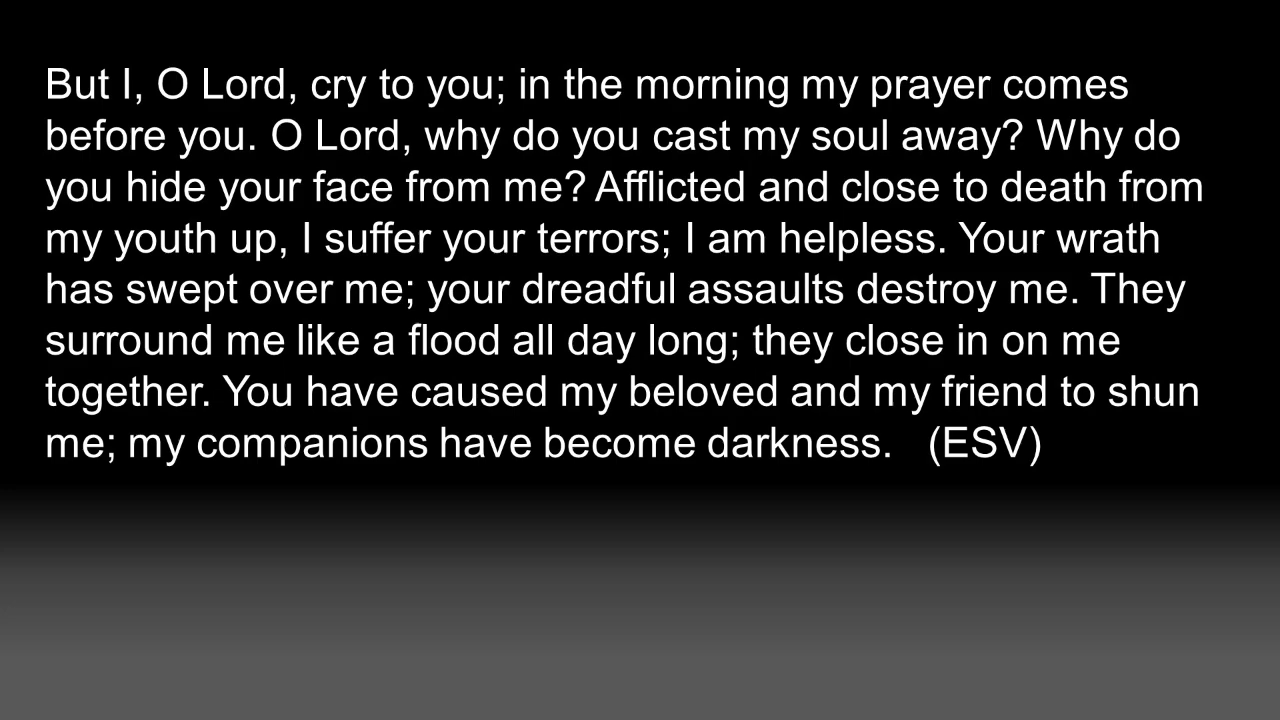 But I, O Lord, cry to you; in the morning my prayer comes
before you. O Lord, why do you cast my soul away? Why do
you hide your face from me? Afflicted and close to death from
my youth up, I suffer your terrors; I am helpless. Your wrath
has swept over me; your dreadful assaults destroy me. They
surround me like a flood all day long; they close in on me
together. You have caused my beloved and my friend to shun
me; my companions have become darkness. (ESV)